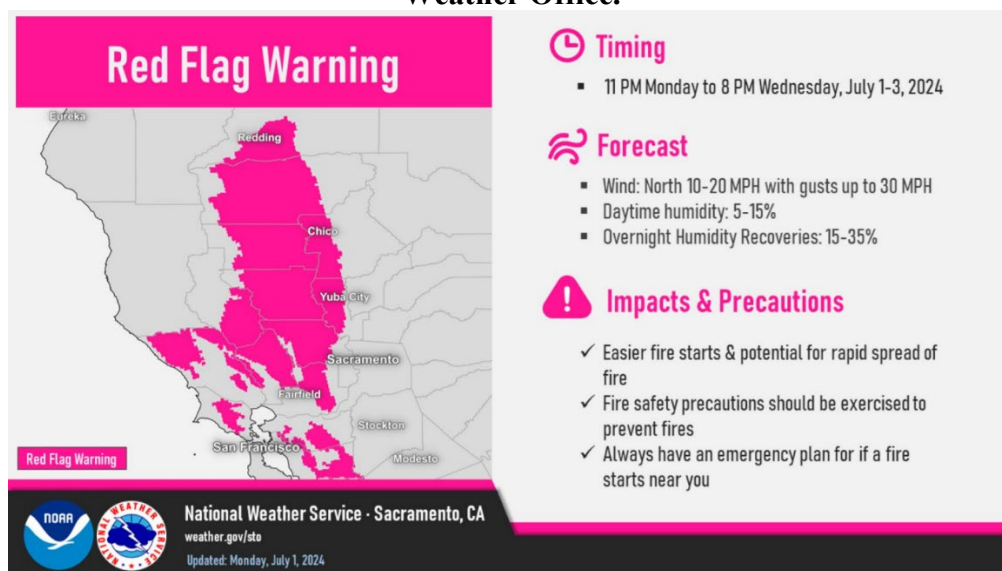 Weather Office.
Red Flag Warning
Eureka
Redding
Chico
Yuba City
Sacramento
Fairfield
Stockton
San Francisco
Modesto
Red Flag Warning
Timing
▪ 11 PM Monday to 8 PM Wednesday, July 1-3, 2024
Forecast
▪ Wind: North 10-20 MPH with gusts up to 30 MPH
▪ Daytime humidity: 5-15%
▪ Overnight Humidity Recoveries: 15-35%
Impacts & Precautions
✓ Easier fire starts & potential for rapid spread of
fire
✓ Fire safety precautions should be exercised to
prevent fires
✓ Always have an emergency plan for if a fire
starts near you
NOAA
NATIONAL WEATHER SERVICE
National Weather Service - Sacramento, CA
weather.gov/sto
Updated: Monday, July 1, 2024